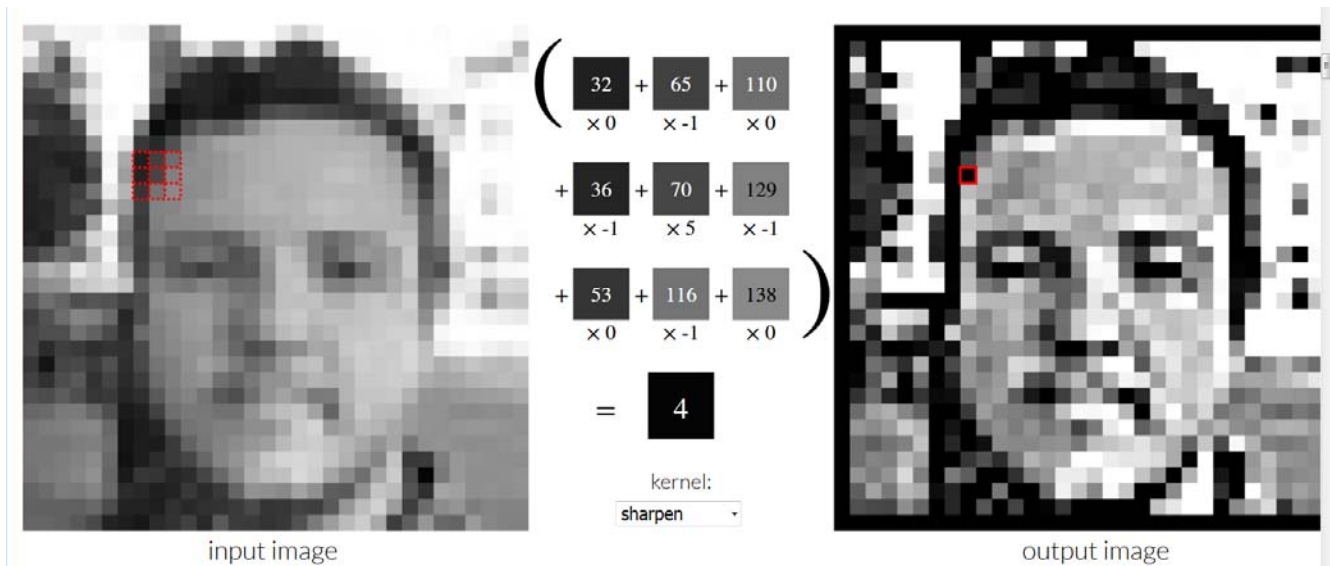 ( 32 + 65 + 110
× 0 × -1 × 0
+ 36 + 70 + 129
× -1 × 5 × -1
+ 53 + 116 + 138 )
× 0 × -1 × 0
= 4
kernel:
sharpen
input image
output image